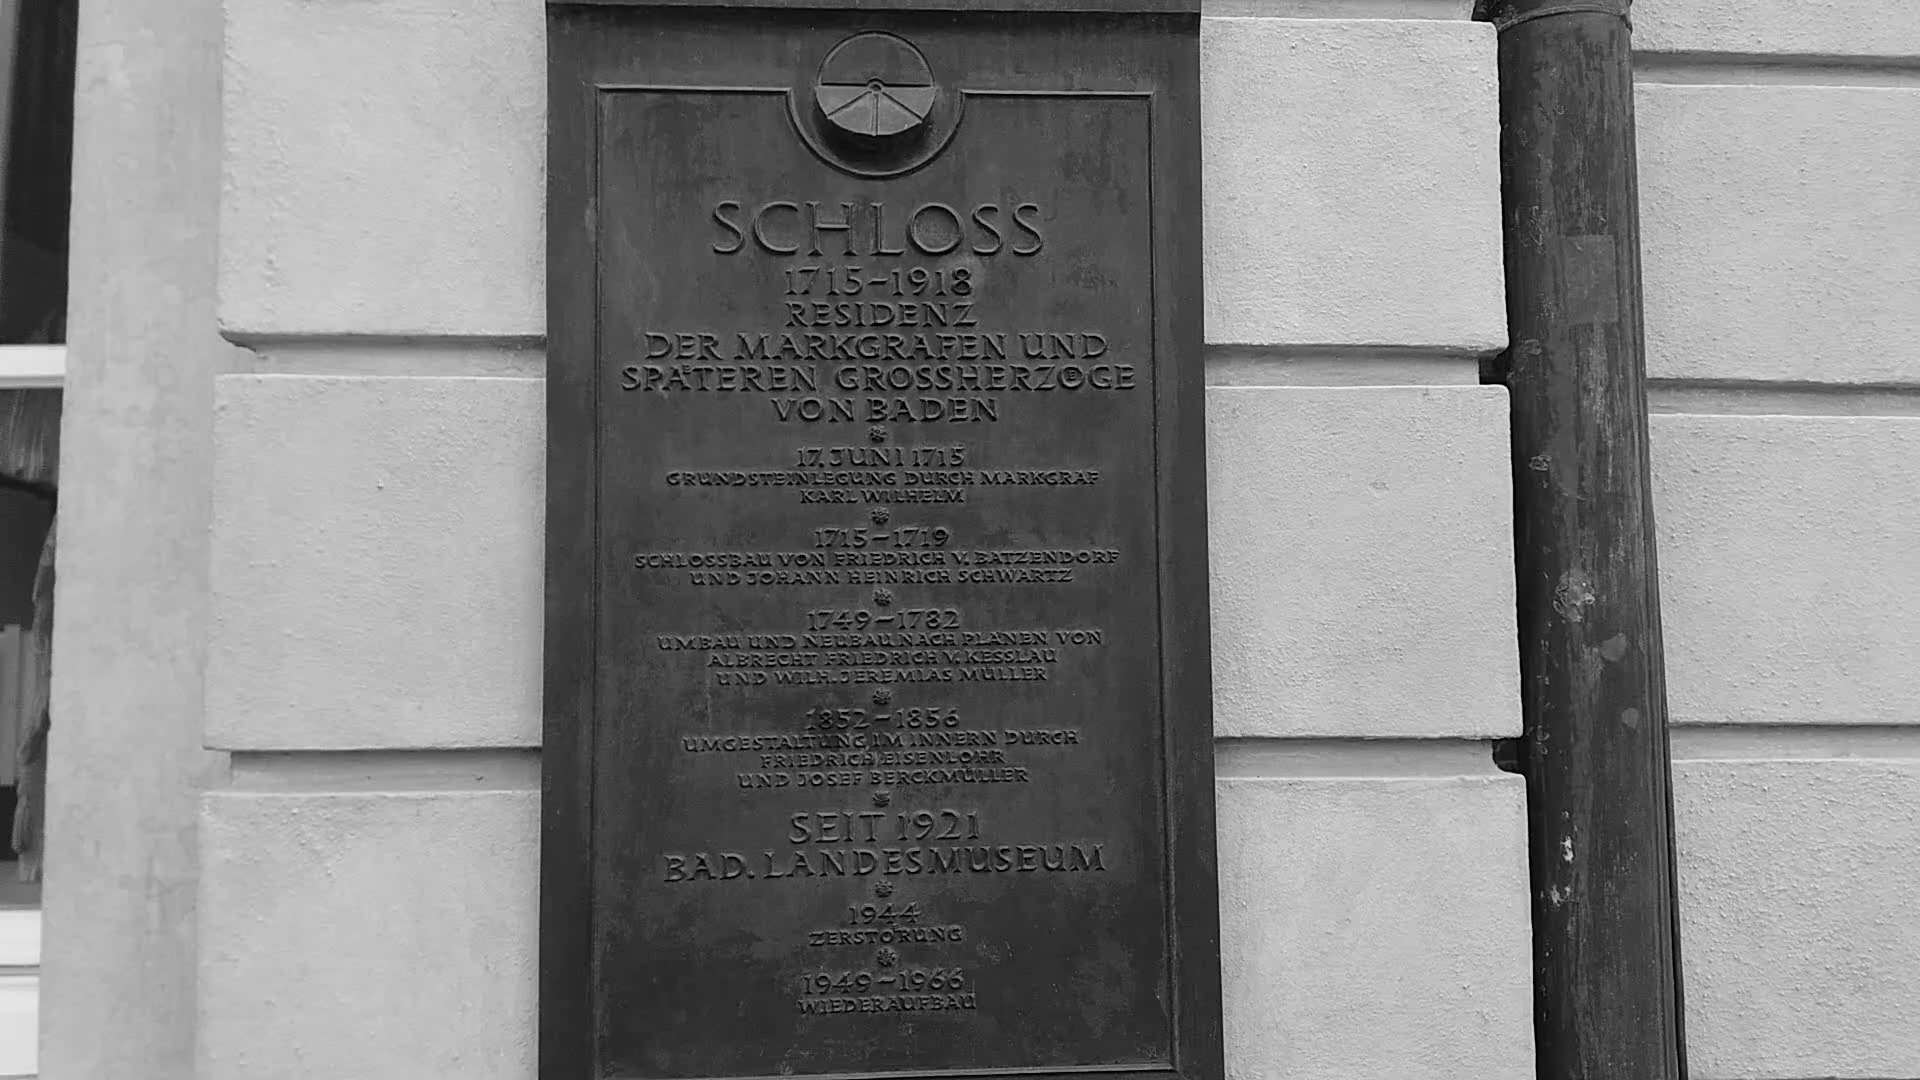 SCHLOSS
1715-1918
RESIDENZ
DER MARKGRAFEN UND
SPÄTEREN GROSSHERZÖGE
VON BADEN
17. JUNI 1715
GRUNDSTEINLEGUNG DURCH MARKGRAF
KARL WILHELM
1715-1719
SCHLOSSBAU VON FRIEDRICH V. BATZENDORF
UND JOHANN HEINRICH SCHWARTZ
1749-1782
UMBAU UND NEUBAU NACH PLÄNEN VON
ALBRECHT FRIEDRICH V. KESSLAU
UND WILH. JEREMIAS MÜLLER
1852-1856
UMGESTALTUNG IM INNERN DURCH
FRIEDRICH EISENLOHR
UND JOSEF BERCKMÜLLER
SEIT 1921
BAD. LANDESMUSEUM
1944
ZERSTÖRUNG
1949-1966
WIEDERAUFBAU